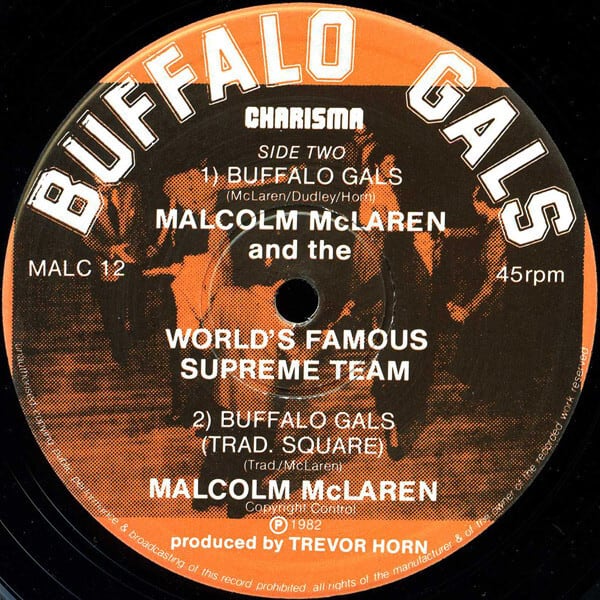 BUFFALO GALS
CHARISMA
SIDE TWO
1) BUFFALO GALS
(McLaren/Dudley/Horn)
MALCOLM McLAREN
and the
MALC 12
45rpm
WORLD'S FAMOUS
SUPREME TEAM
2) BUFFALO GALS
(TRAD. SQUARE)
(Trad./McLaren)
MALCOLM McLAREN
Copyright Control
Ⓟ 1982
produced by TREVOR HORN
unauthorised copying public performance & broadcasting of this record prohibited. all rights of the manufacturer & of the owner of the recorded work reserved